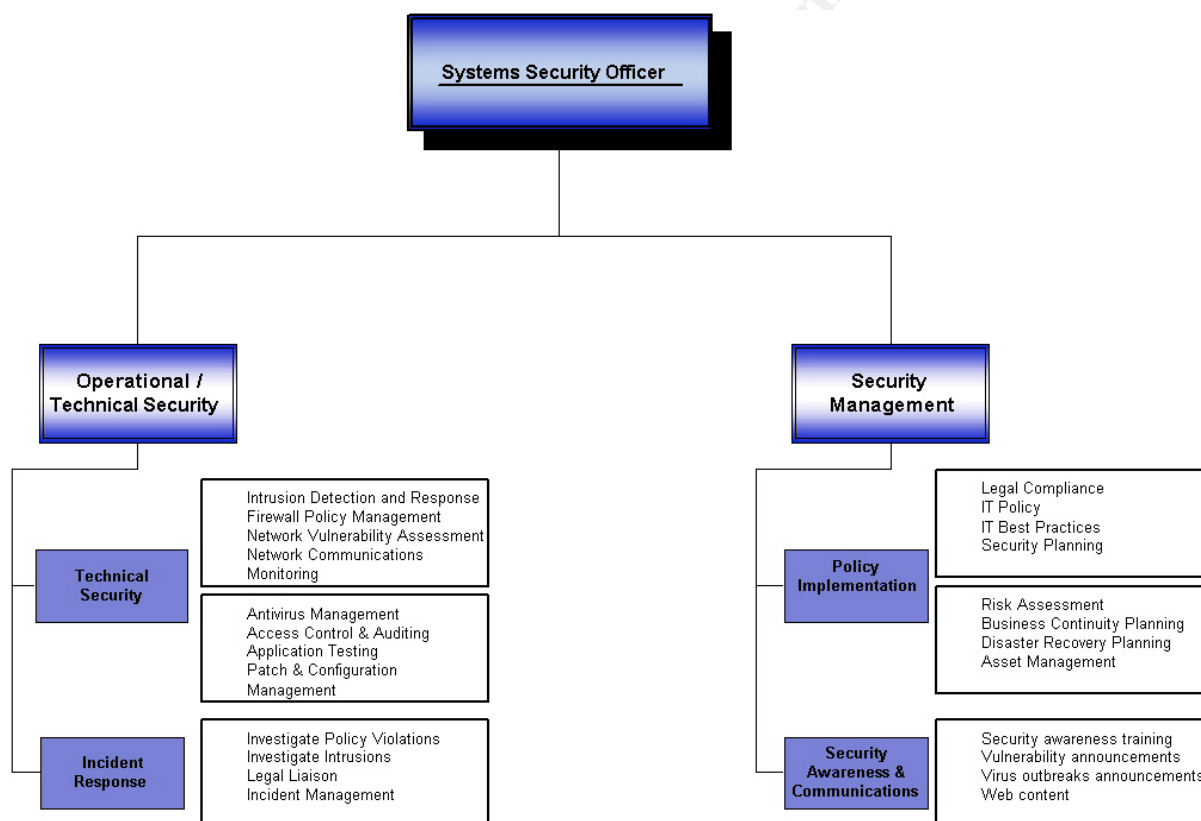 Systems Security Officer
Operational /
Technical Security
Security
Management
Technical
Security
Intrusion Detection and Response
Firewall Policy Management
Network Vulnerability Assessment
Network Communications
Monitoring
Antivirus Management
Access Control & Auditing
Application Testing
Patch & Configuration
Management
Incident
Response
Investigate Policy Violations
Investigate Intrusions
Legal Liaison
Incident Management
Policy
Implementation
Legal Compliance
IT Policy
IT Best Practices
Security Planning
Risk Assessment
Business Continuity Planning
Disaster Recovery Planning
Asset Management
Security
Awareness &
Communications
Security awareness training
Vulnerability announcements
Virus outbreaks announcements
Web content